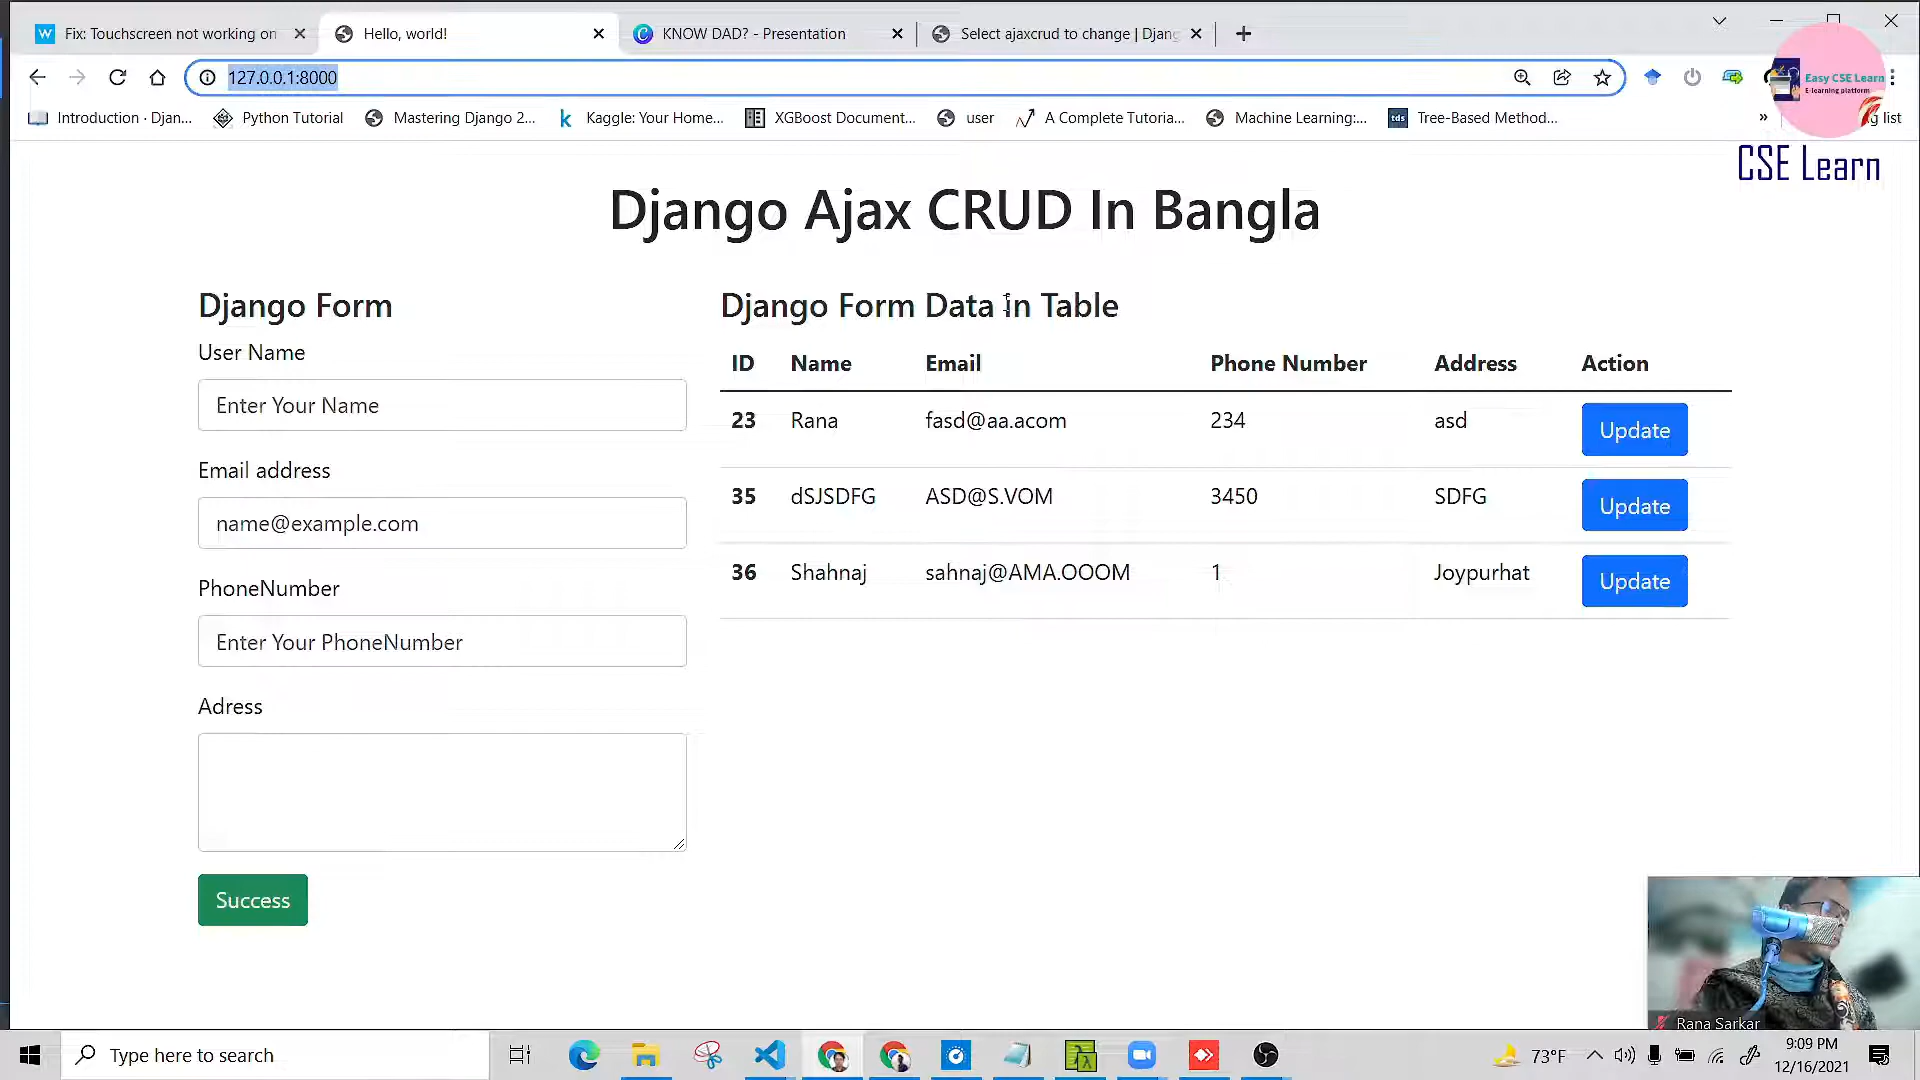 Fix: Touchscreen not working on
Hello, world!
KNOW DAD? - Presentation
Select ajaxcrud to change | Djang
127.0.0.1:8000
Easy CSE Learn
E-learning platform
Introduction · Djan...
Python Tutorial
Mastering Django 2...
Kaggle: Your Home...
XGBoost Document...
user
A Complete Tutoria...
Machine Learning:...
tds
Tree-Based Method...
»
g list
CSE Learn
Django Ajax CRUD In Bangla
Django Form
User Name
Enter Your Name
Email address
name@example.com
PhoneNumber
Enter Your PhoneNumber
Adress
Success
Django Form Data in Table
ID Name Email Phone Number Address Action
23 Rana fasd@aa.acom 234 asd Update
35 dSJSDFG ASD@S.VOM 3450 SDFG Update
36 Shahnaj sahnaj@AMA.OOOM 1 Joypurhat Update
Rana Sarkar
Type here to search
73°F
9:09 PM
12/16/2021